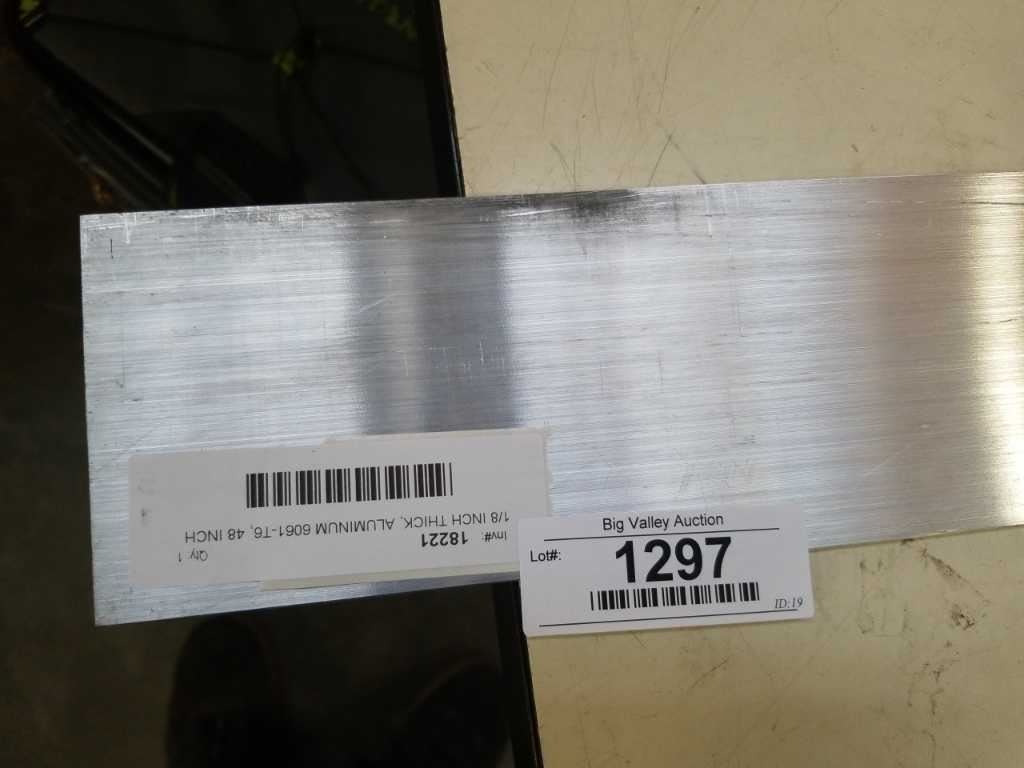 Inv#: 18221
1/8 INCH THICK, ALUMINUM 6061-T6, 48 INCH
Qty: 1
Big Valley Auction
Lot#: 1297
ID:19